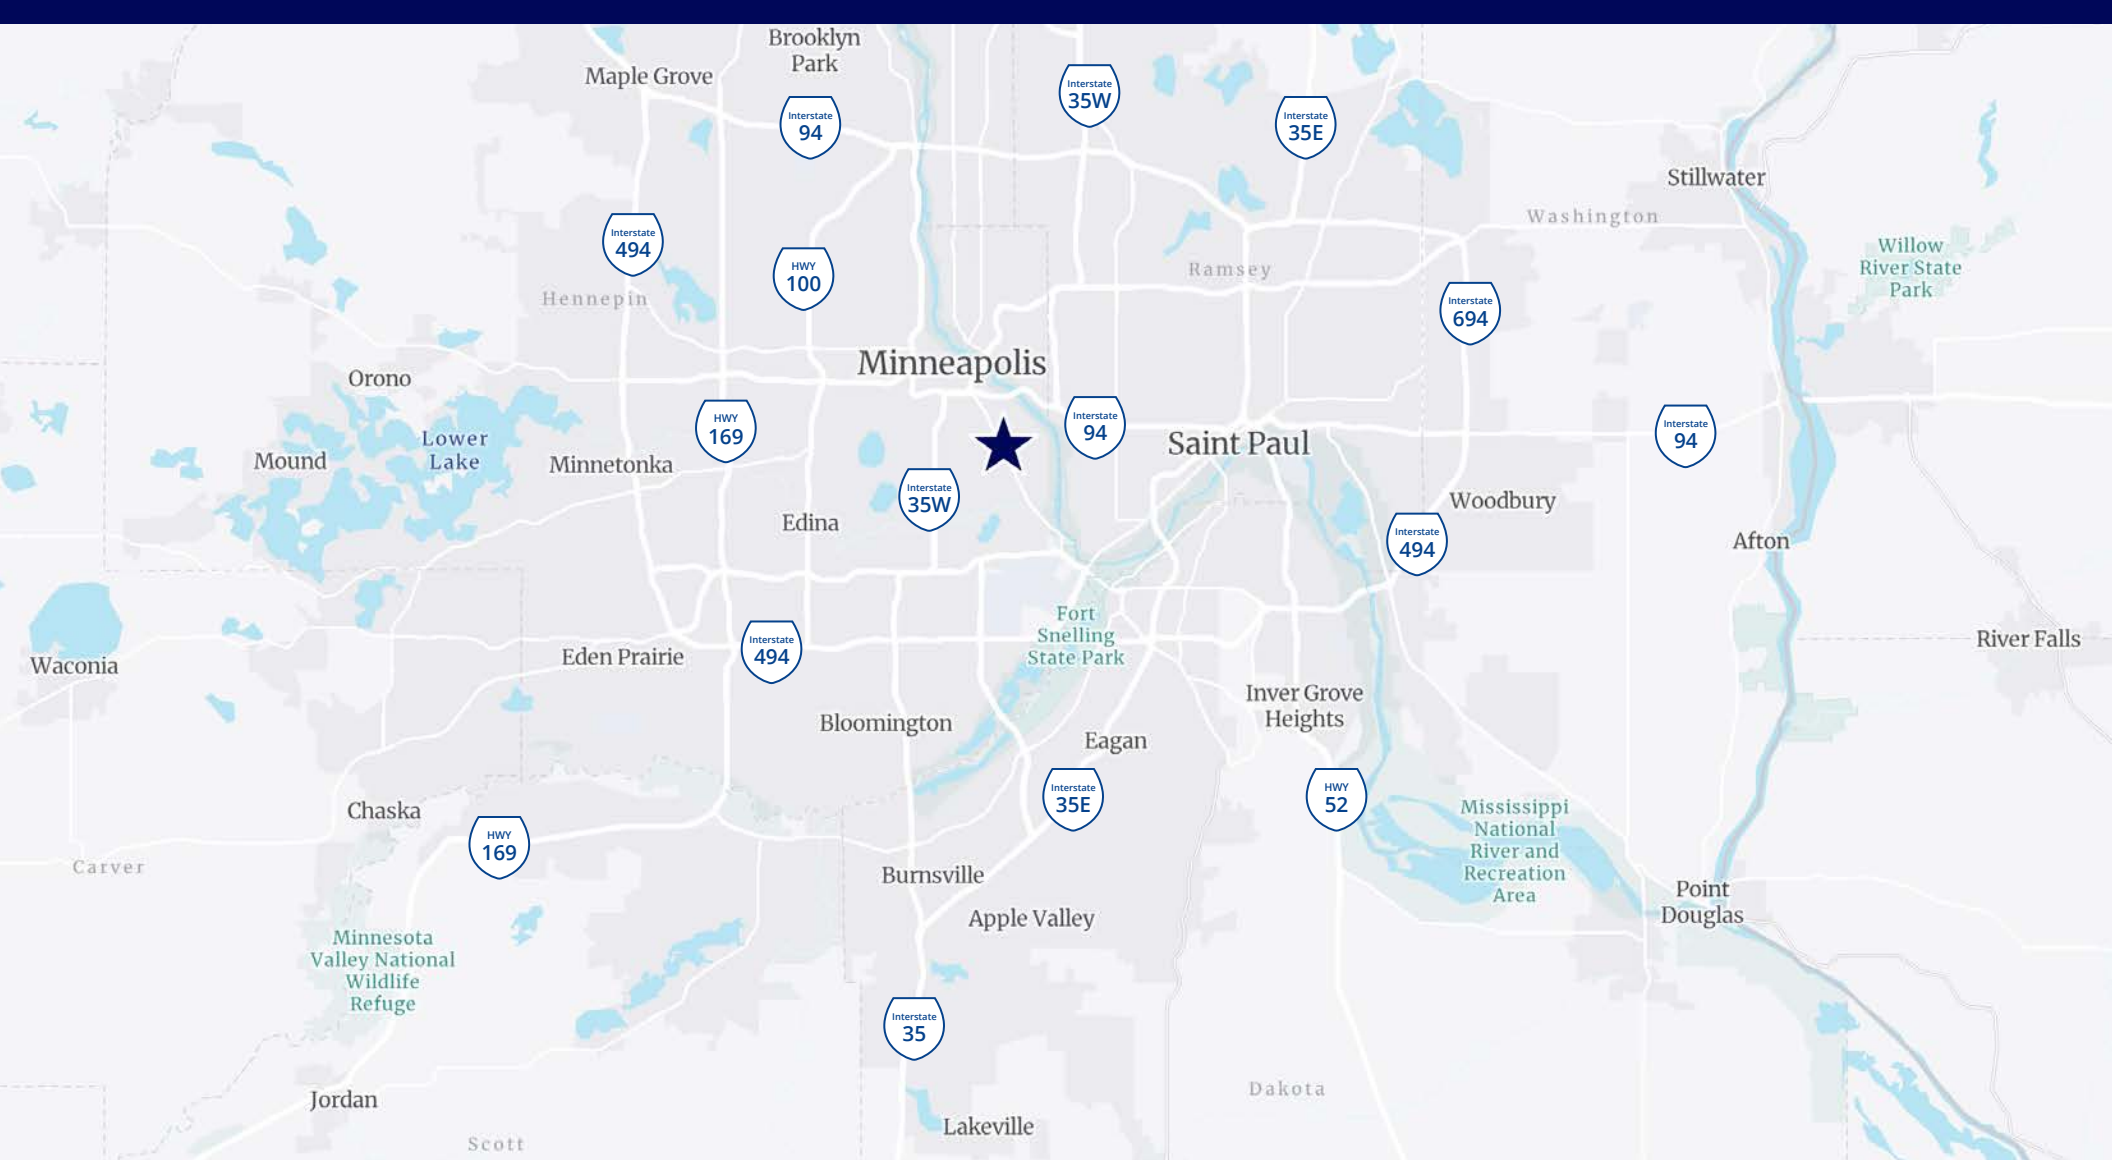 Brooklyn
Park
Maple Grove
Interstate
35W
Interstate
94
Interstate
35E
Stillwater
Washington
Interstate
494
HWY
100
Ramsey
Willow
River State
Park
Hennepin
Interstate
694
Minneapolis
Orono
HWY
169
Interstate
94
Saint Paul
Interstate
94
Lower
Lake
Mound
Minnetonka
Interstate
35W
Woodbury
Edina
Interstate
494
Afton
Fort
Snelling
State Park
Interstate
494
Eden Prairie
Waconia
River Falls
Inver Grove
Heights
Bloomington
Eagan
Interstate
35E
HWY
52
Chaska
HWY
169
Mississippi
National
River and
Recreation
Area
Carver
Burnsville
Point
Douglas
Apple Valley
Minnesota
Valley National
Wildlife
Refuge
Interstate
35
Jordan
Dakota
Lakeville
Scott